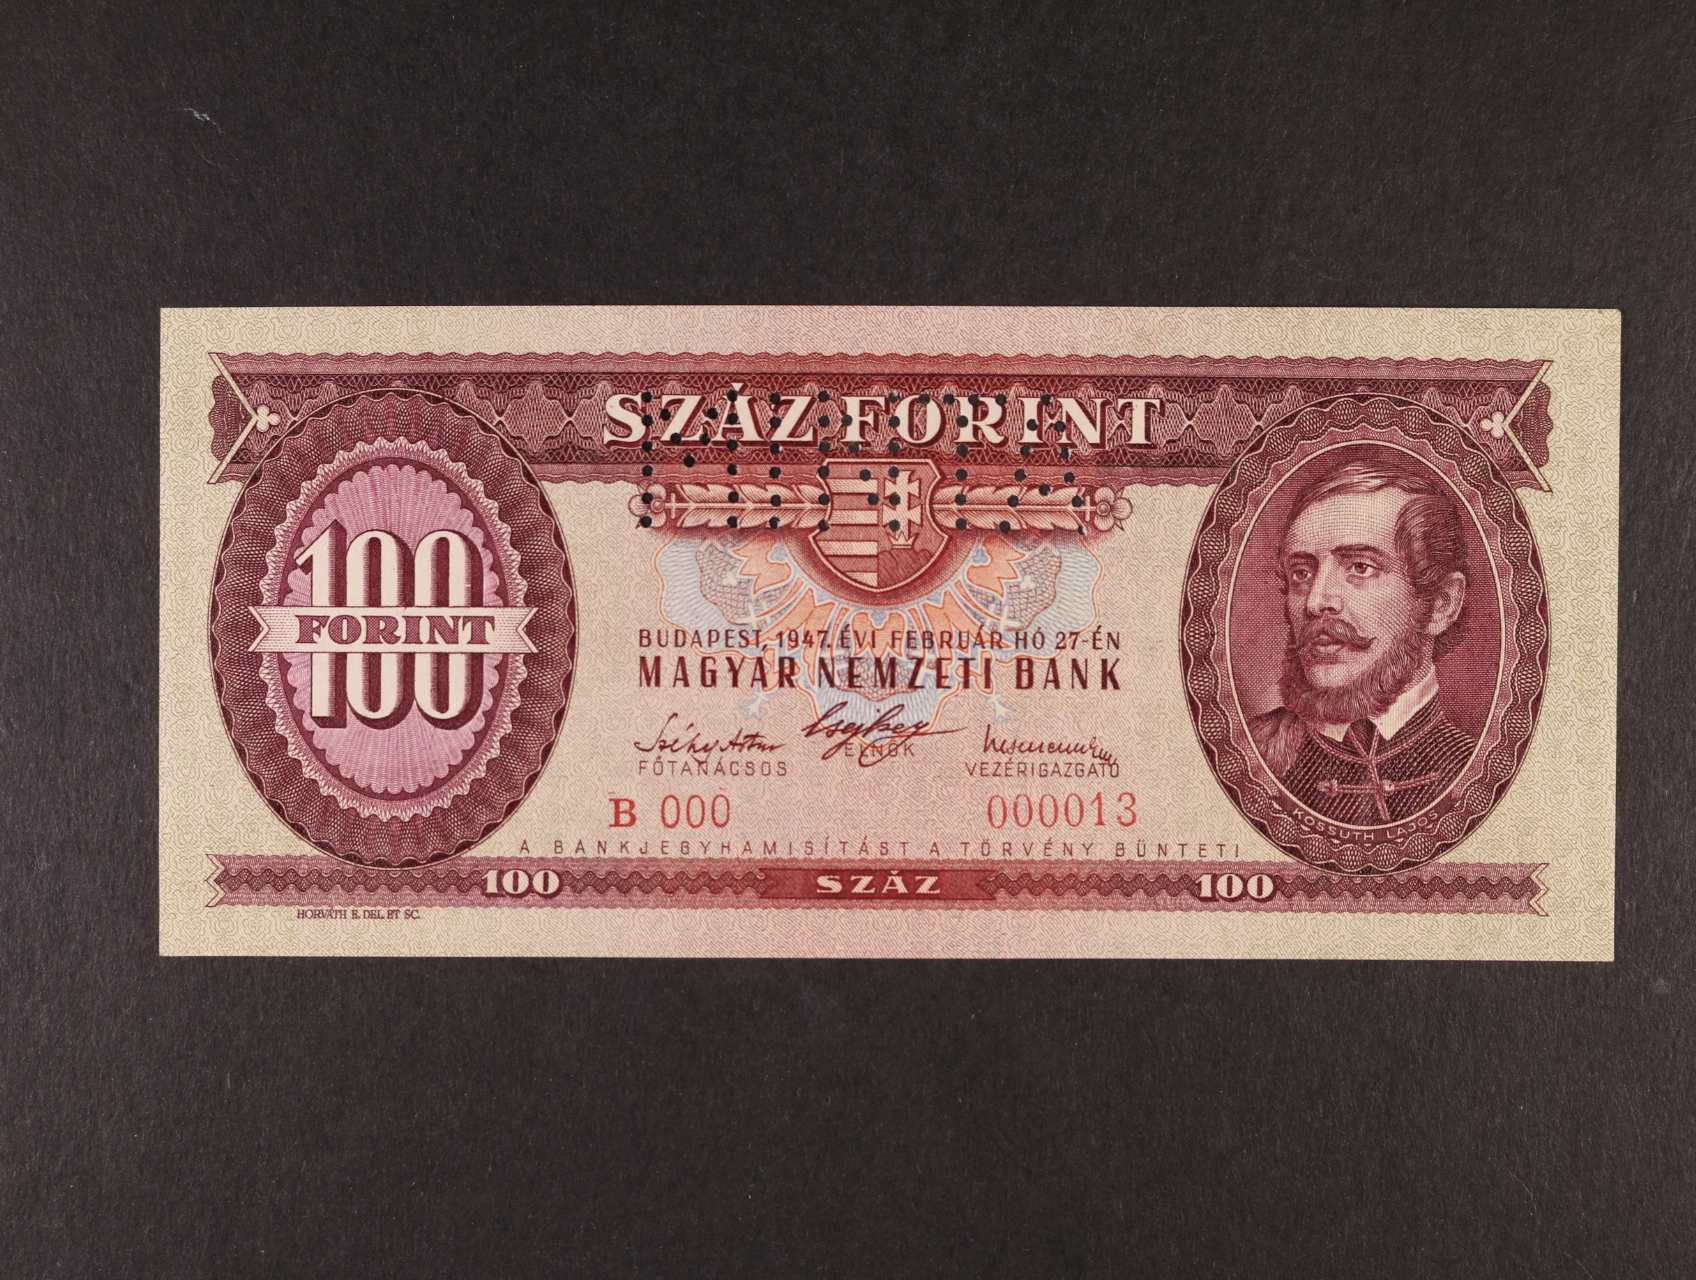 SZÁZ FORINT
MINTA
100
FORINT
BUDAPEST, 1947. ÉVI FEBRUÁR HÓ 27-ÉN
MAGYAR NEMZETI BANK
FŐTANÁCSOS
ELNÖK
VEZÉRIGAZGATÓ
B 000
000013
KOSSUTH LAJOS
A BANKJEGYHAMISÍTÁST A TÖRVÉNY BÜNTETI
100
SZÁZ
100
HORVÁTH E. DEL. ET SC.